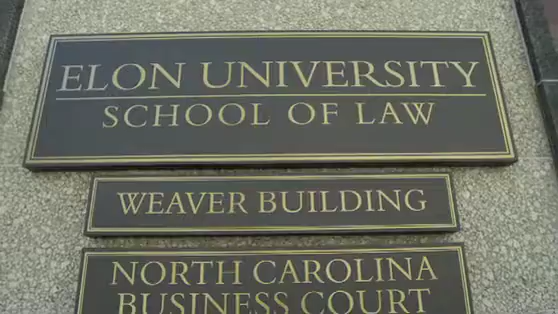 ELON UNIVERSITY
SCHOOL OF LAW
WEAVER BUILDING
NORTH CAROLINA
BUSINESS COURT